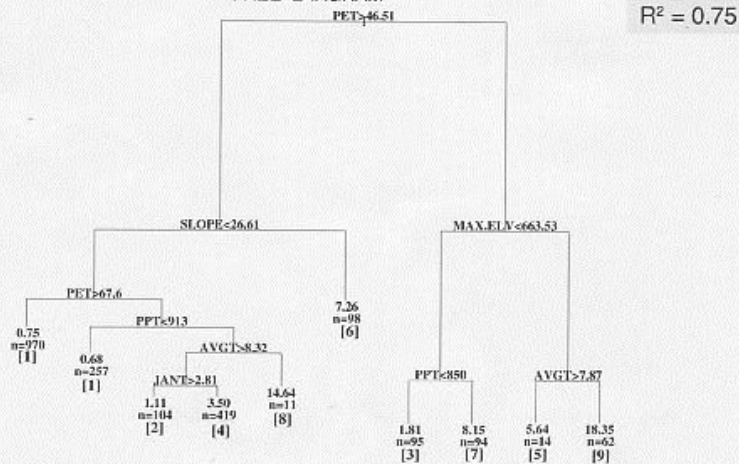 R² = 0.75
PET>46.51
SLOPE<26.61
MAX.ELV<663.53
PET>67.6
7.26
n=98
[6]
0.75
n=970
[1]
PPT<913
0.68
n=257
[1]
AVGT>8.32
JANT>2.81
1.11
n=104
[2]
3.50
n=419
[4]
14.64
n=11
[8]
PPT<850
1.81
n=95
[3]
8.15
n=94
[7]
AVGT>7.87
5.64
n=14
[5]
18.35
n=62
[9]